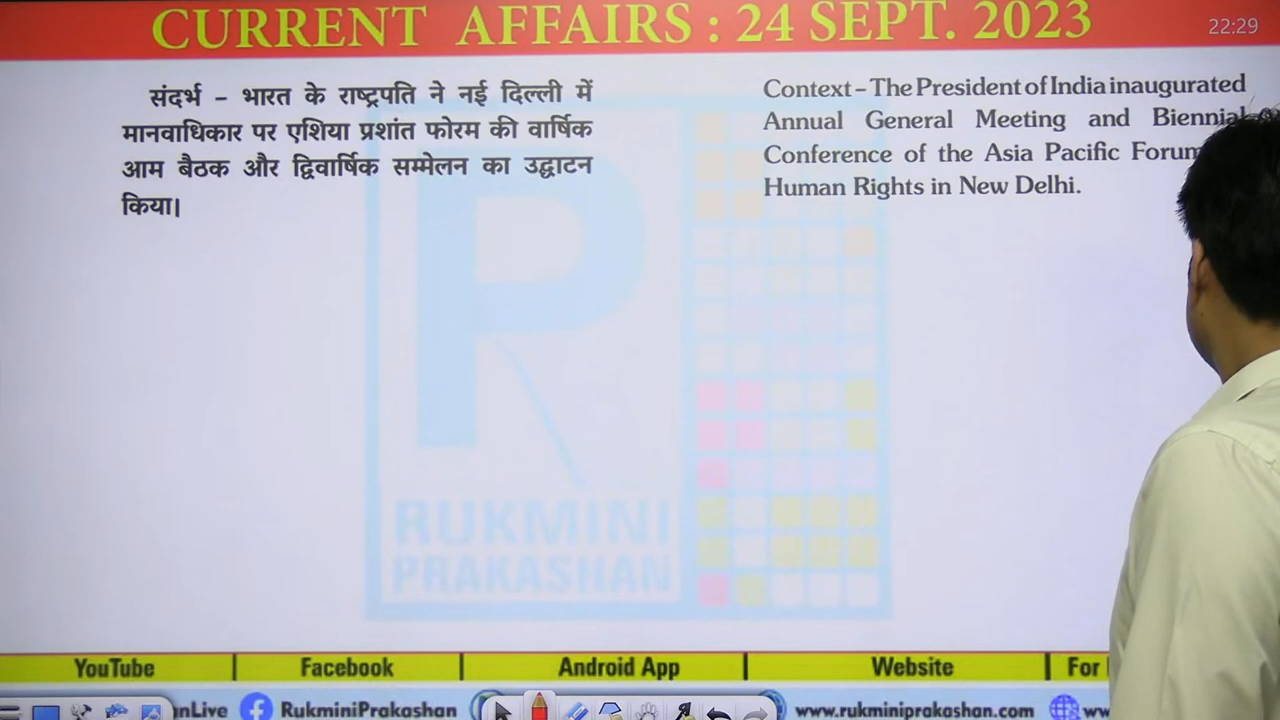 CURRENT AFFAIRS : 24 SEPT. 2023
22:29
संदर्भ – भारत के राष्ट्रपति ने नई दिल्ली में
मानवाधिकार पर एशिया प्रशांत फोरम की वार्षिक
आम बैठक और द्विवार्षिक सम्मेलन का उद्घाटन
किया।
Context – The President of India inaugurated
Annual General Meeting and Biennial
Conference of the Asia Pacific Forum
Human Rights in New Delhi.
RUKMINI
PRAKASHAN
YouTube
Facebook
Android App
Website
For
RukminiPrakashan
www.rukminiprakashan.com